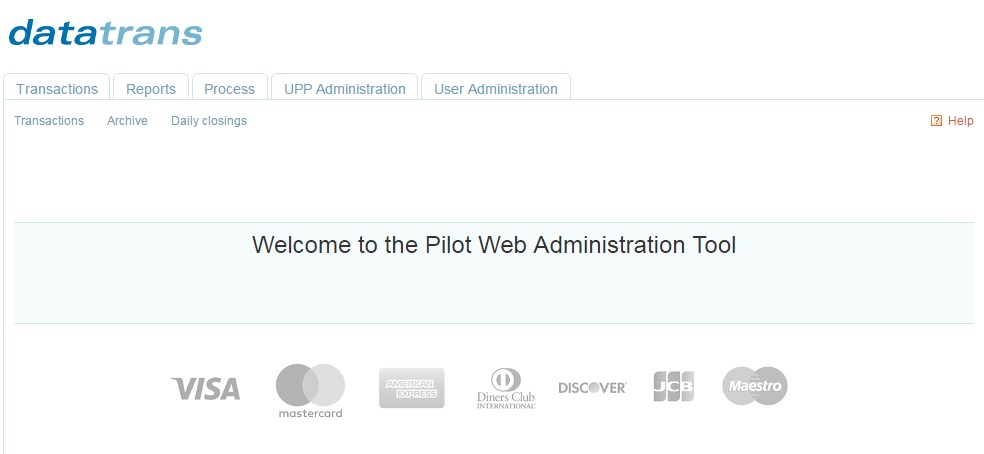 datatrans
Transactions Reports Process UPP Administration User Administration
Transactions Archive Daily closings ? Help
Welcome to the Pilot Web Administration Tool
VISA
mastercard
AMERICAN
EXPRESS
Diners Club
INTERNATIONAL
DISCOVER
JCB
Maestro